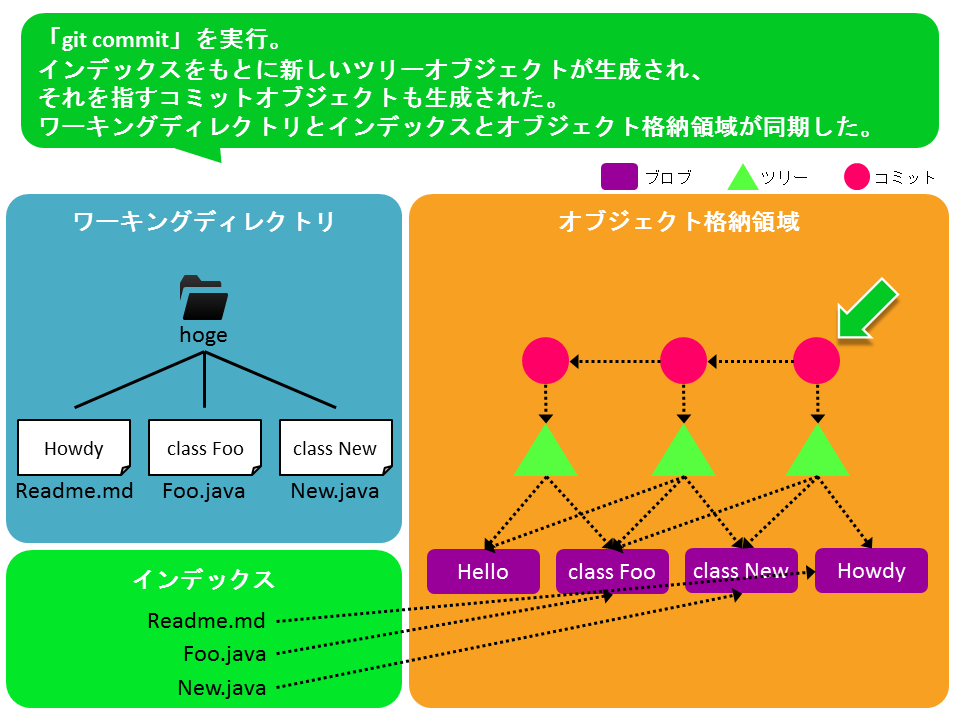 「git commit」を実行。
インデックスをもとに新しいツリーオブジェクトが生成され、
それを指すコミットオブジェクトも生成された。
ワーキングディレクトリとインデックスとオブジェクト格納領域が同期した。
ブロブ ツリー コミット
ワーキングディレクトリ
hoge
Howdy class Foo class New
Readme.md Foo.java New.java
オブジェクト格納領域
Hello class Foo class New Howdy
インデックス
Readme.md
Foo.java
New.java